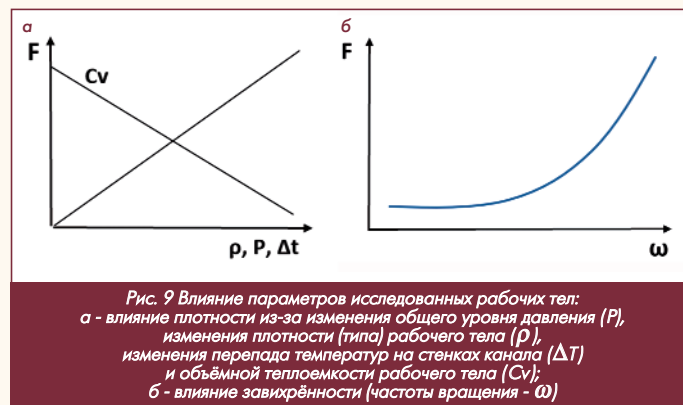 а
F
Cv
ρ, P, Δt
б
F
ω
Рис. 9 Влияние параметров исследованных рабочих тел:
а - влияние плотности из-за изменения общего уровня давления (P),
изменения плотности (типа) рабочего тела (ρ),
изменения перепада температур на стенках канала (ΔT)
и объёмной теплоемкости рабочего тела (Cv);
б - влияние завихрённости (частоты вращения - ω)